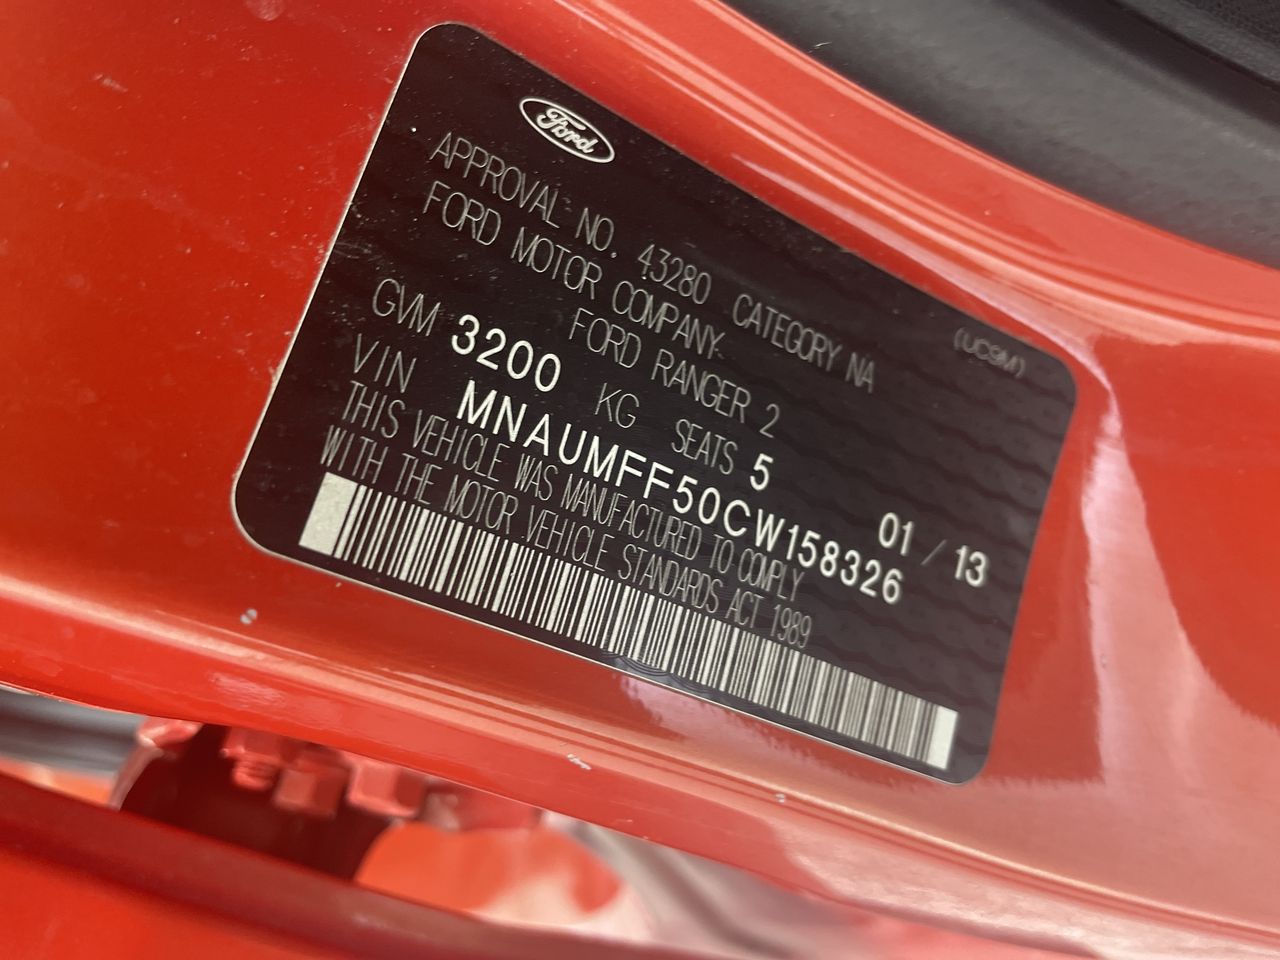 Ford
APPROVAL NO. 43280 CATEGORY NA
FORD MOTOR COMPANY.
FORD RANGER 2
(UC9M)
GVM 3200 KG SEATS 5
01 / 13
VIN MNAUMFF50CW158326
THIS VEHICLE WAS MANUFACTURED TO COMPLY
WITH THE MOTOR VEHICLE STANDARDS ACT 1989